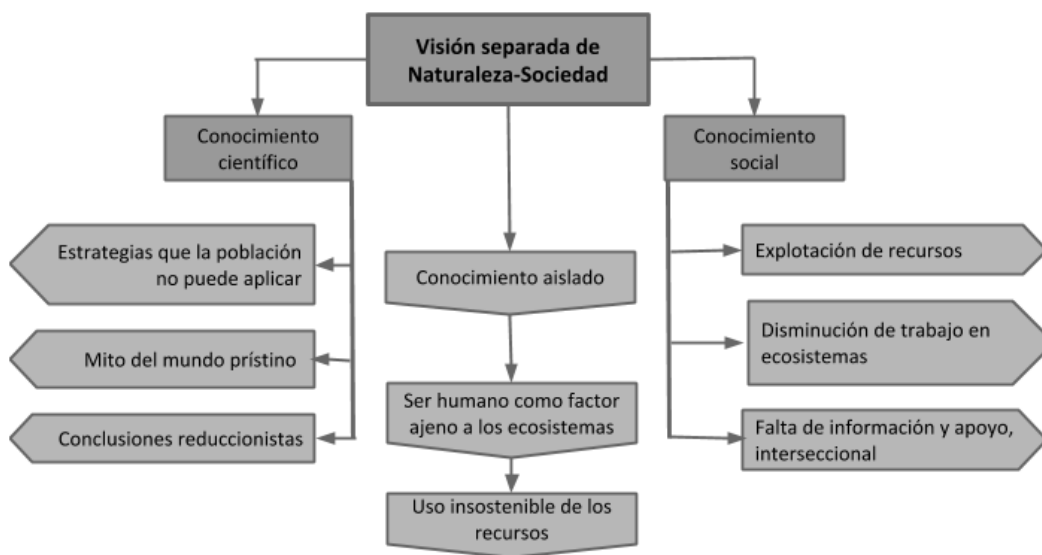 Visión separada de
Naturaleza-Sociedad
Conocimiento
científico
Estrategias que la población
no puede aplicar
Mito del mundo prístino
Conclusiones reduccionistas
Conocimiento aislado
Ser humano como factor
ajeno a los ecosistemas
Uso insostenible de los
recursos
Conocimiento
social
Explotación de recursos
Disminución de trabajo en
ecosistemas
Falta de información y apoyo,
interseccional